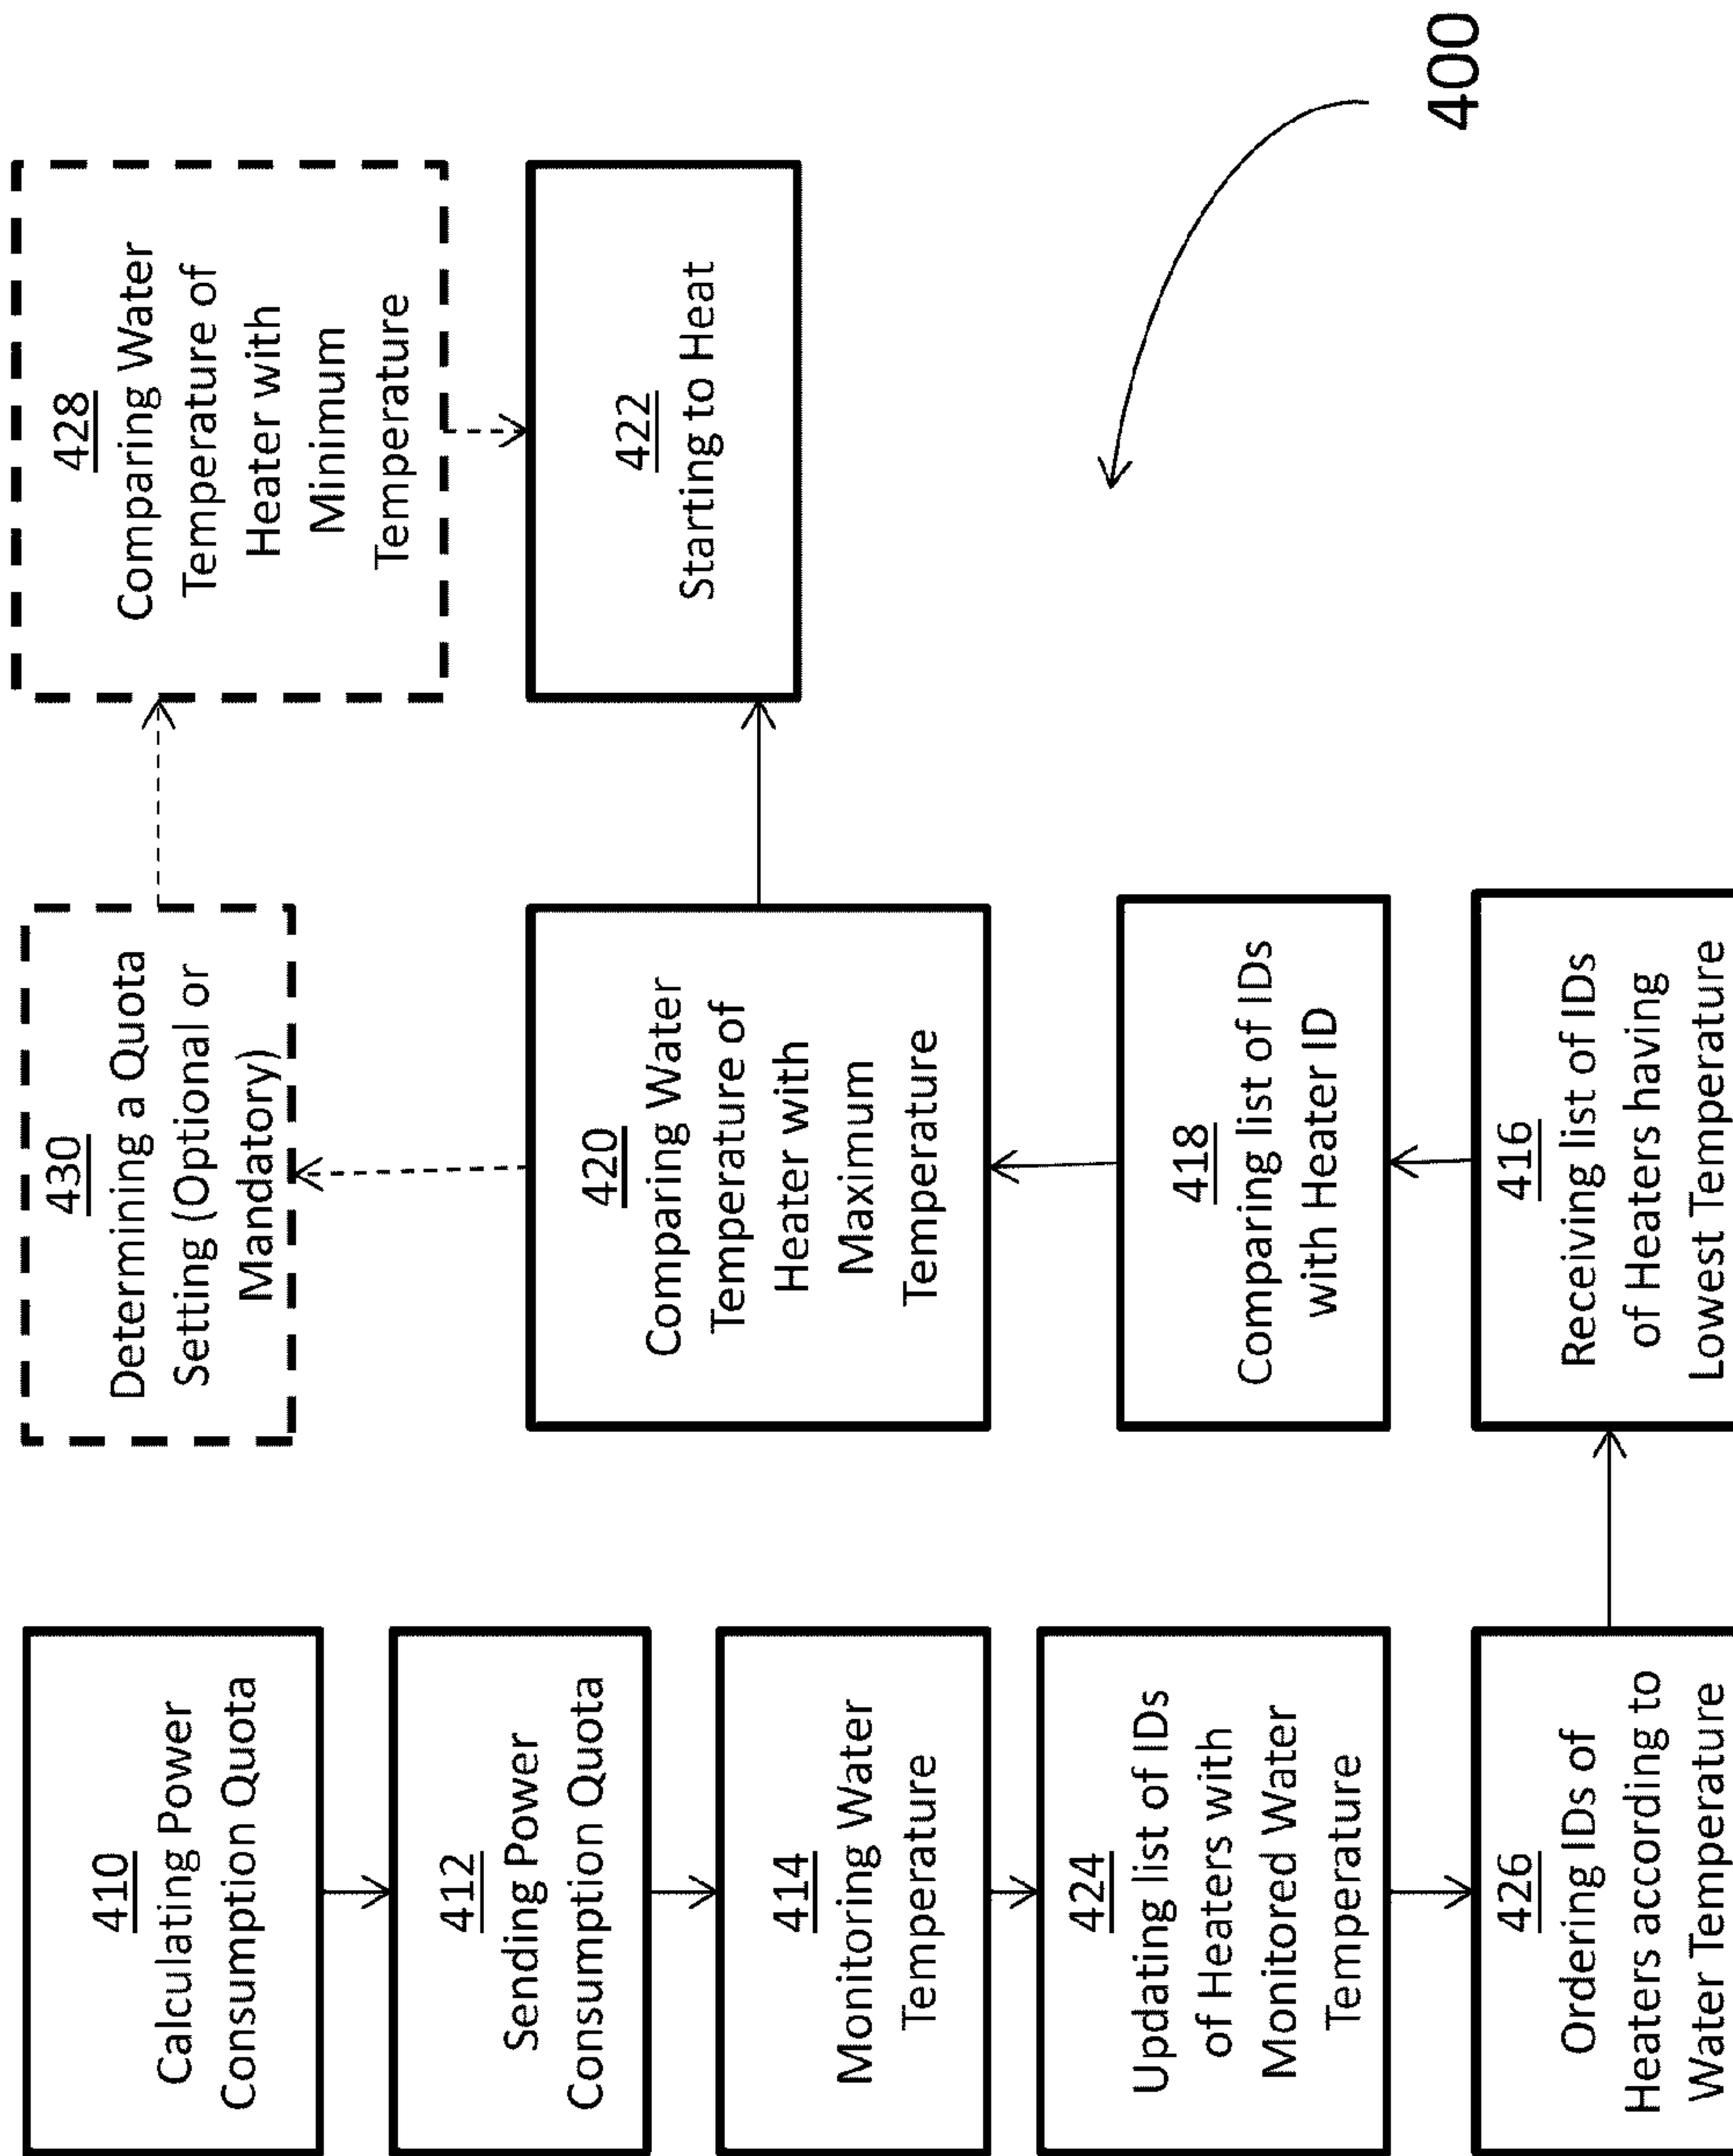 410
Calculating Power
Consumption Quota
412
Sending Power
Consumption Quota
414
Monitoring Water
Temperature
424
Updating list of IDs
of Heaters with
Monitored Water
Temperature
426
Ordering IDs of
Heaters according to
Water Temperature
430
Determining a Quota
Setting (Optional or
Mandatory)
420
Comparing Water
Temperature of
Heater with
Maximum
Temperature
418
Comparing list of IDs
with Heater ID
416
Receiving list of IDs
of Heaters having
Lowest Temperature
428
Comparing Water
Temperature of
Heater with
Minimum
Temperature
422
Starting to Heat
400